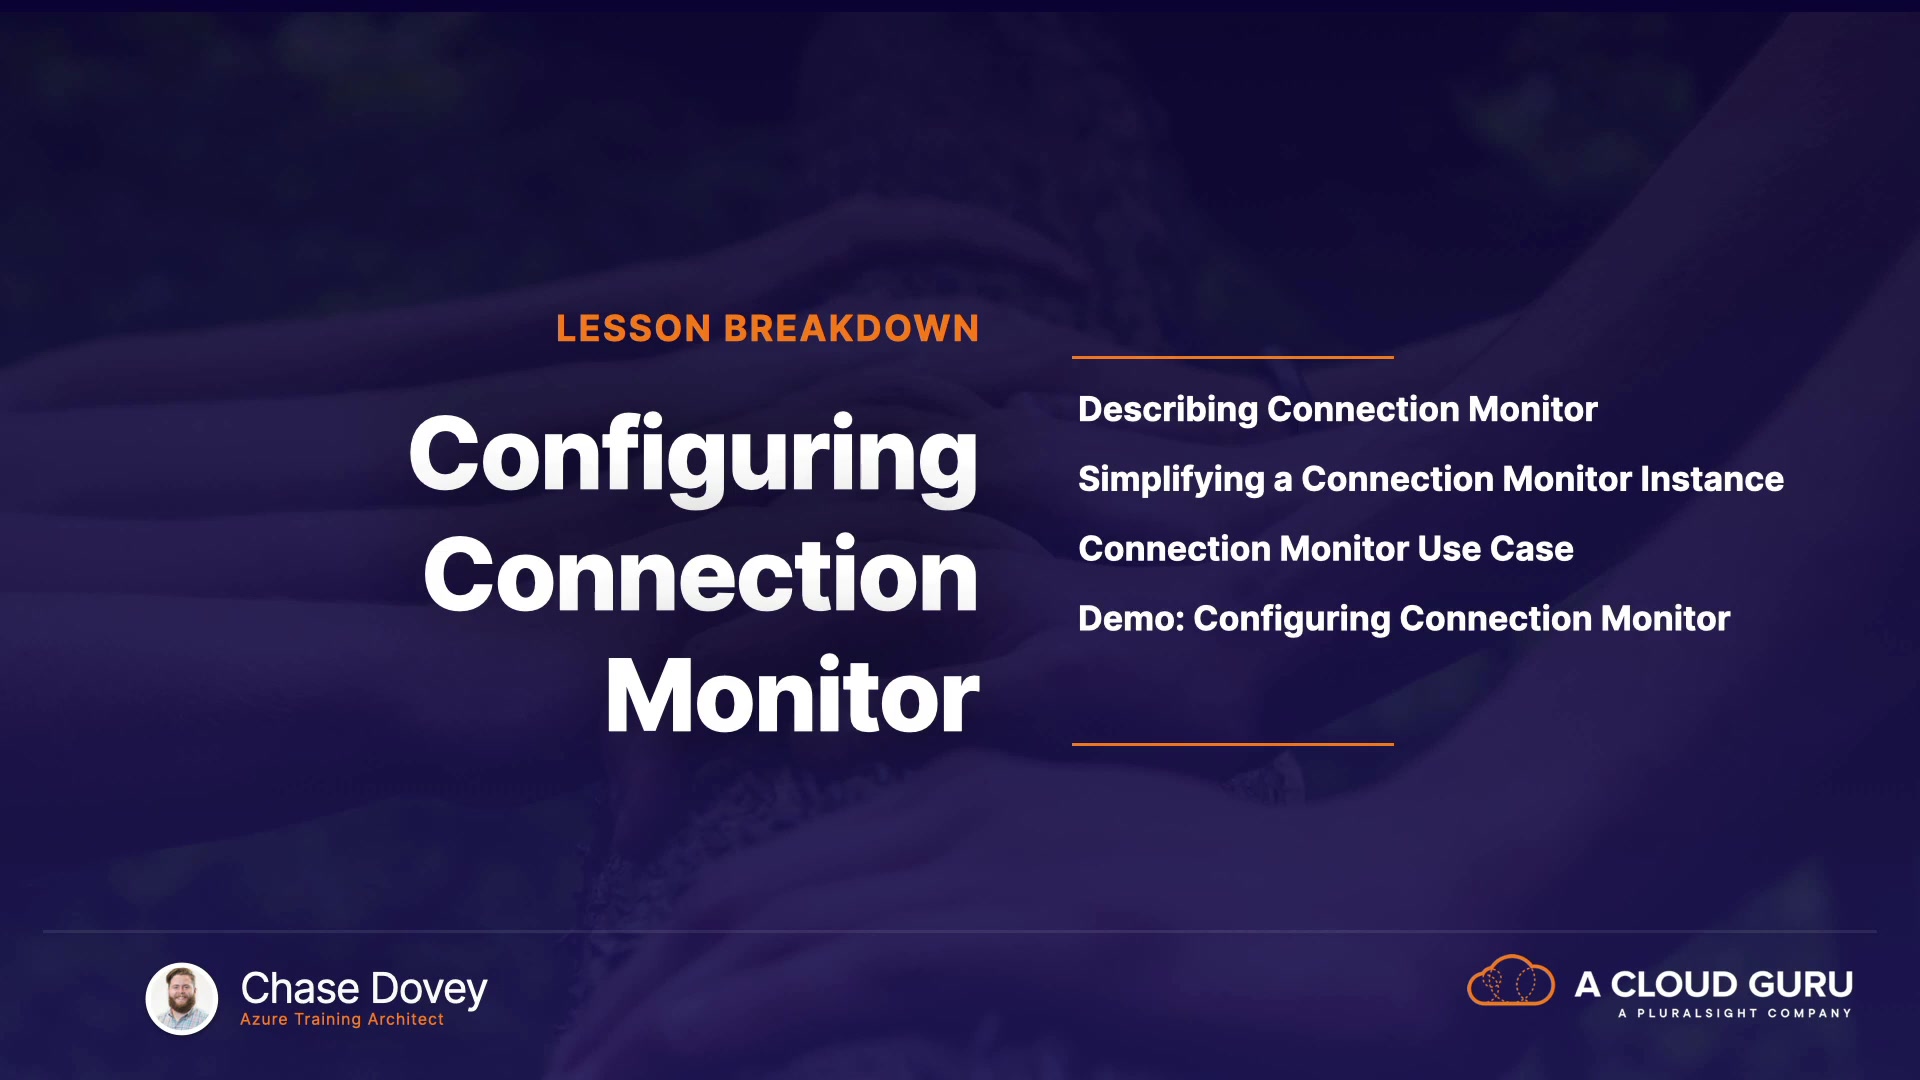 LESSON BREAKDOWN
Configuring
Connection
Monitor
Describing Connection Monitor
Simplifying a Connection Monitor Instance
Connection Monitor Use Case
Demo: Configuring Connection Monitor
Chase Dovey
Azure Training Architect
A CLOUD GURU
A PLURALSIGHT COMPANY